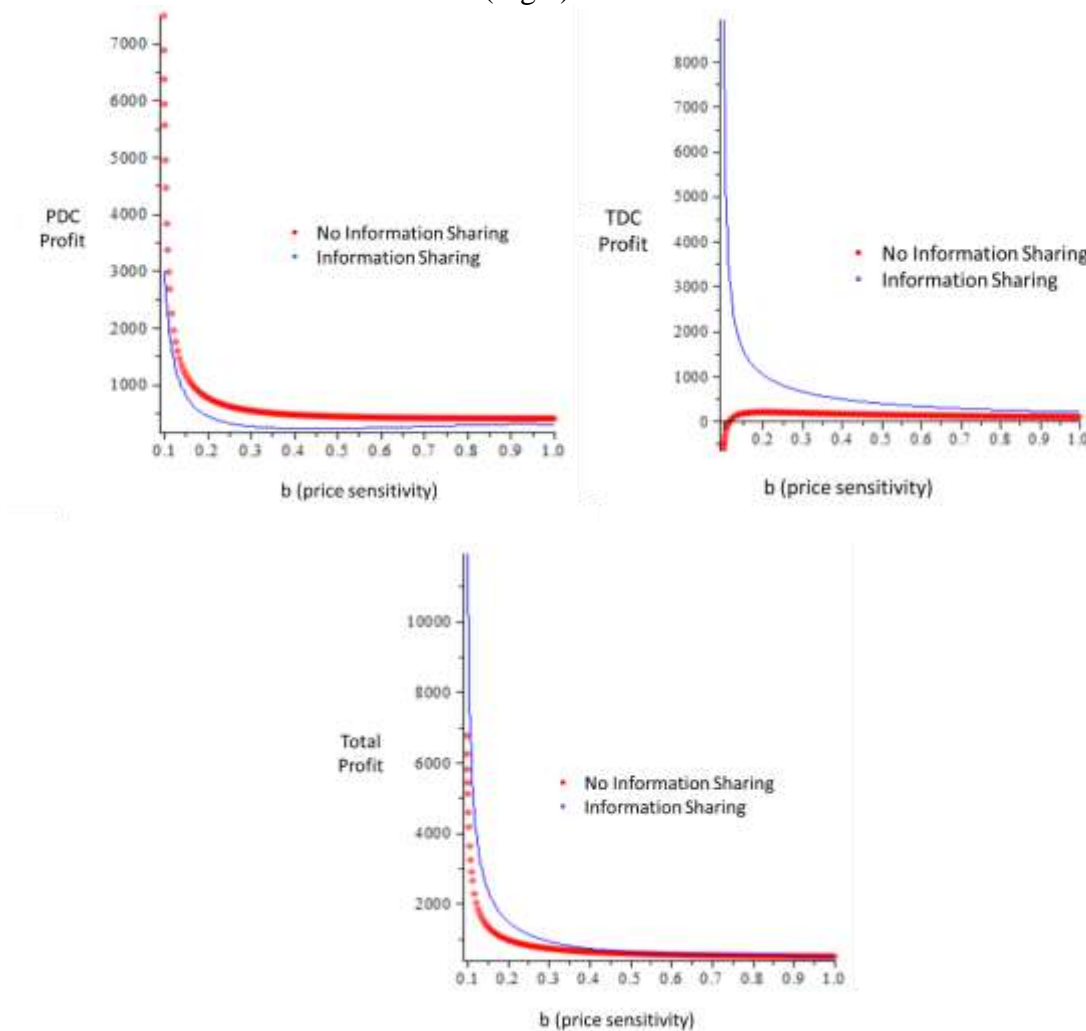 7000
6000
5000
4000
3000
2000
1000
PDC
Profit
No Information Sharing
Information Sharing
0.1 0.2 0.3 0.4 0.5 0.6 0.7 0.8 0.9 1.0
b (price sensitivity)
8000
7000
6000
5000
4000
3000
2000
1000
0
TDC
Profit
No Information Sharing
Information Sharing
0.2 0.3 0.4 0.5 0.6 0.7 0.8 0.9 1.0
b (price sensitivity)
10000
8000
6000
4000
2000
Total
Profit
No Information Sharing
Information Sharing
0.1 0.2 0.3 0.4 0.5 0.6 0.7 0.8 0.9 1.0
b (price sensitivity)